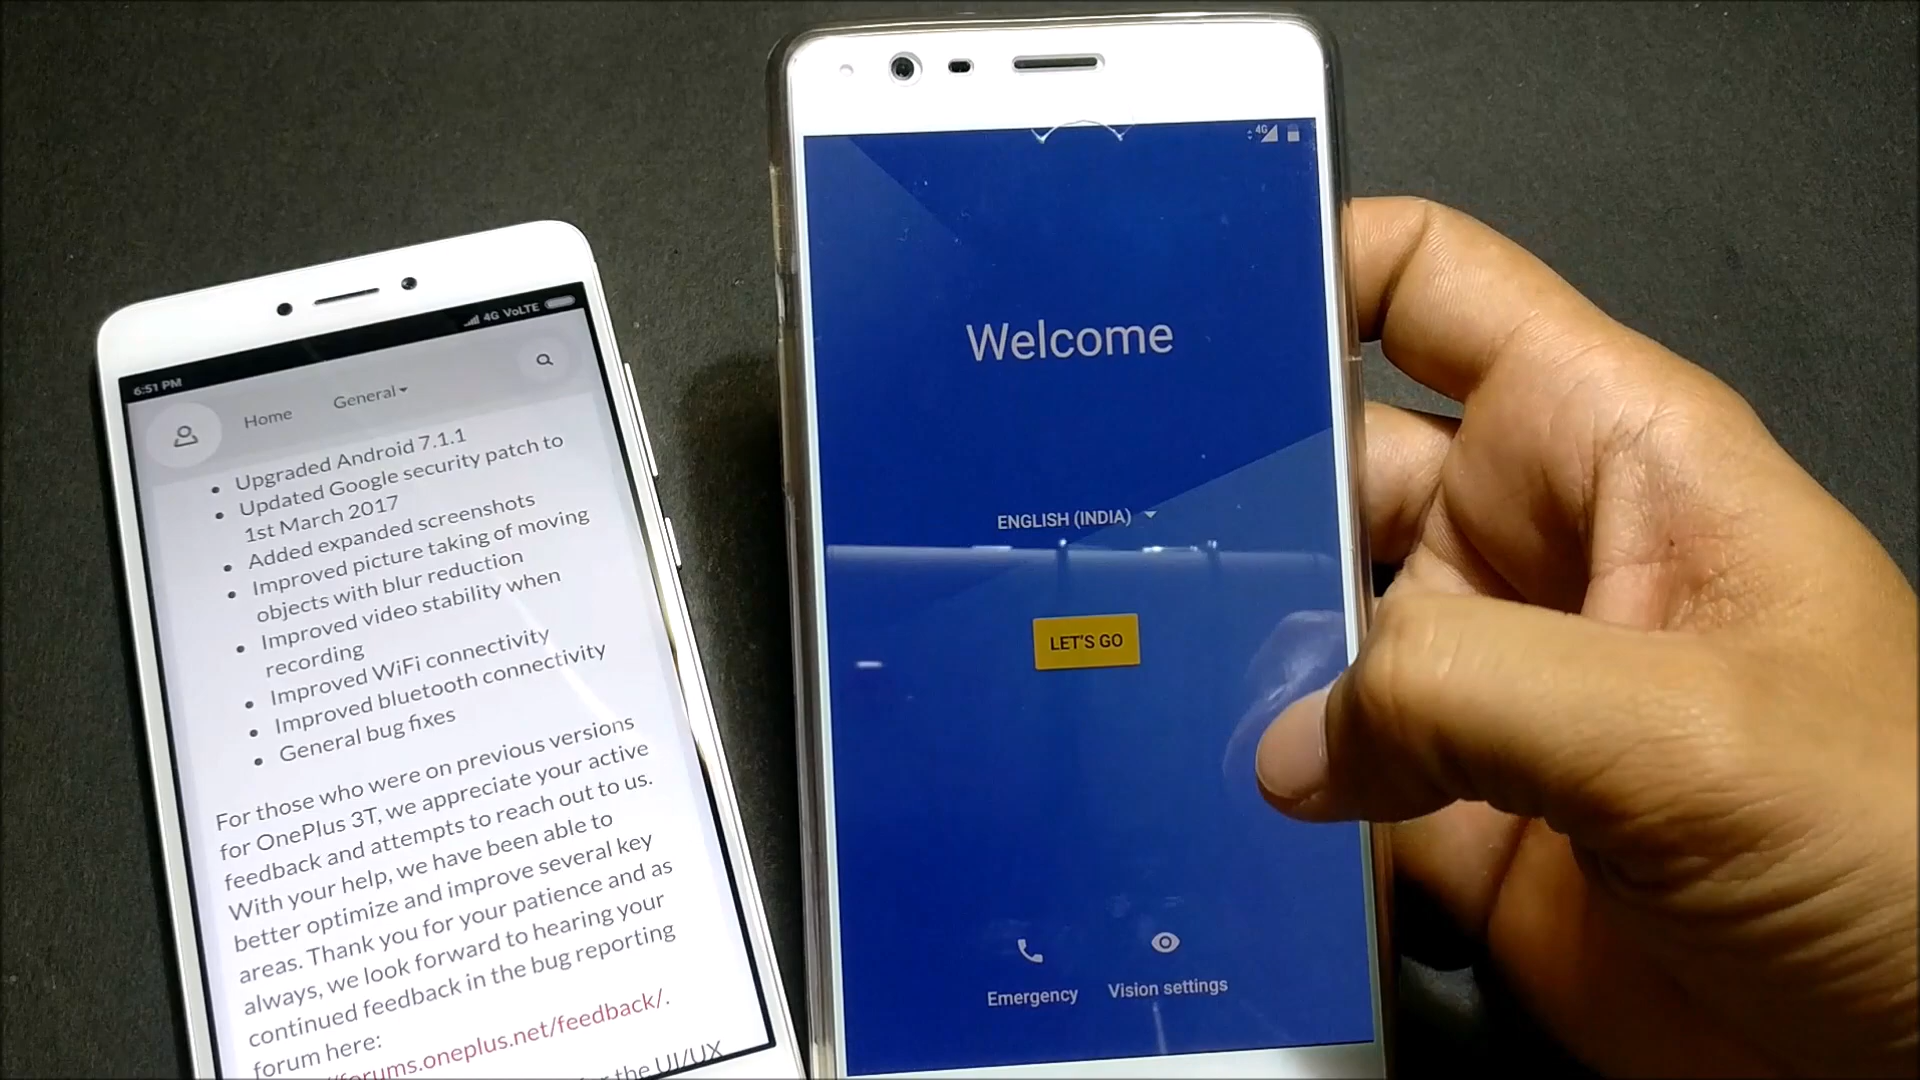 6:51 PM
4G VoLTE
Home
General
Upgraded Android 7.1.1
Updated Google security patch to
1st March 2017
Added expanded screenshots
Improved picture taking of moving
objects with blur reduction
Improved video stability when
recording
Improved WiFi connectivity
Improved bluetooth connectivity
General bug fixes
For those who were on previous versions
for OnePlus 3T, we appreciate your active
feedback and attempts to reach out to us.
With your help, we have been able to
better optimize and improve several key
areas. Thank you for your patience and as
always, we look forward to hearing your
continued feedback in the bug reporting
forum here:
//forums.oneplus.net/feedback/.
the UI/UX
4G
Welcome
ENGLISH (INDIA)
LET'S GO
Emergency
Vision settings